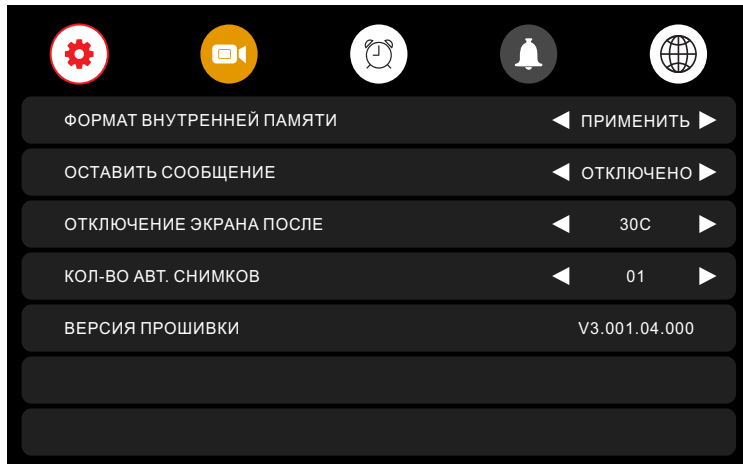 ФОРМАТ ВНУТРЕННЕЙ ПАМЯТИ ПРИМЕНИТЬ
ОСТАВИТЬ СООБЩЕНИЕ ОТКЛЮЧЕНО
ОТКЛЮЧЕНИЕ ЭКРАНА ПОСЛЕ 30С
КОЛ-ВО АВТ. СНИМКОВ 01
ВЕРСИЯ ПРОШИВКИ V3.001.04.000